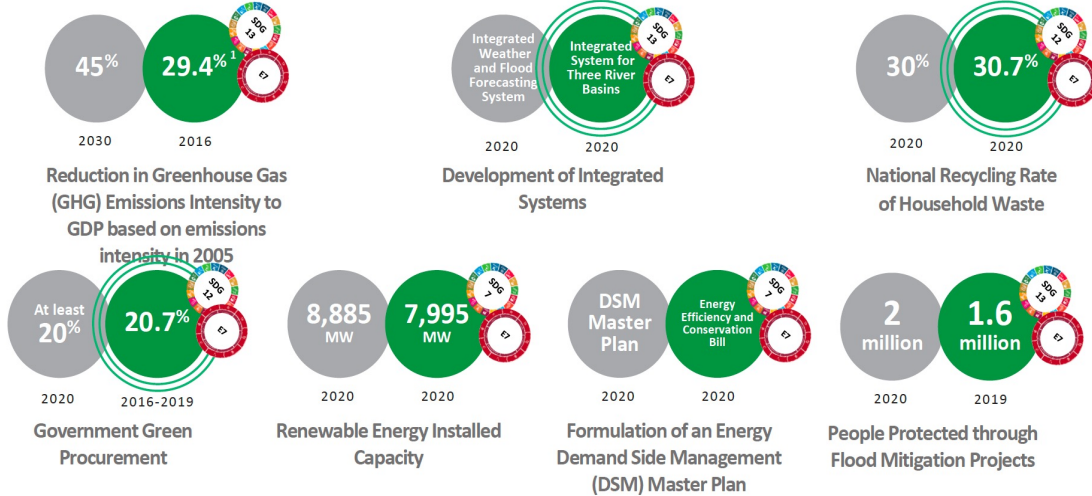 45%
29.4% 1
SDG
13
E7
2030
2016
Reduction in Greenhouse Gas
(GHG) Emissions Intensity to
GDP based on emissions
intensity in 2005
Integrated
Weather
and Flood
Forecasting
System
Integrated
System for
Three River
Basins
SDG
13
E7
2020
2020
Development of Integrated
Systems
30%
30.7%
SDG
12
E7
2020
2020
National Recycling Rate
of Household Waste
At least
20%
20.7%
SDG
12
E7
2020
2016-2019
Government Green
Procurement
8,885
MW
7,995
MW
SDG
7
E7
2020
2020
Renewable Energy Installed
Capacity
DSM
Master
Plan
Energy
Efficiency and
Conservation
Bill
SDG
7
E7
2020
2020
Formulation of an Energy
Demand Side Management
(DSM) Master Plan
2
million
1.6
million
SDG
13
E7
2020
2019
People Protected through
Flood Mitigation Projects